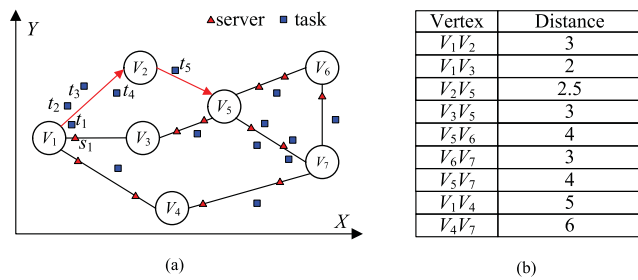 Y
server task
V1
V2
V3
V4
V5
V6
V7
t1
t2
t3
t4
t5
s1
X
(a)
Vertex Distance
V1V2 3
V1V3 2
V2V5 2.5
V3V5 3
V5V6 4
V6V7 3
V5V7 4
V1V4 5
V4V7 6
(b)